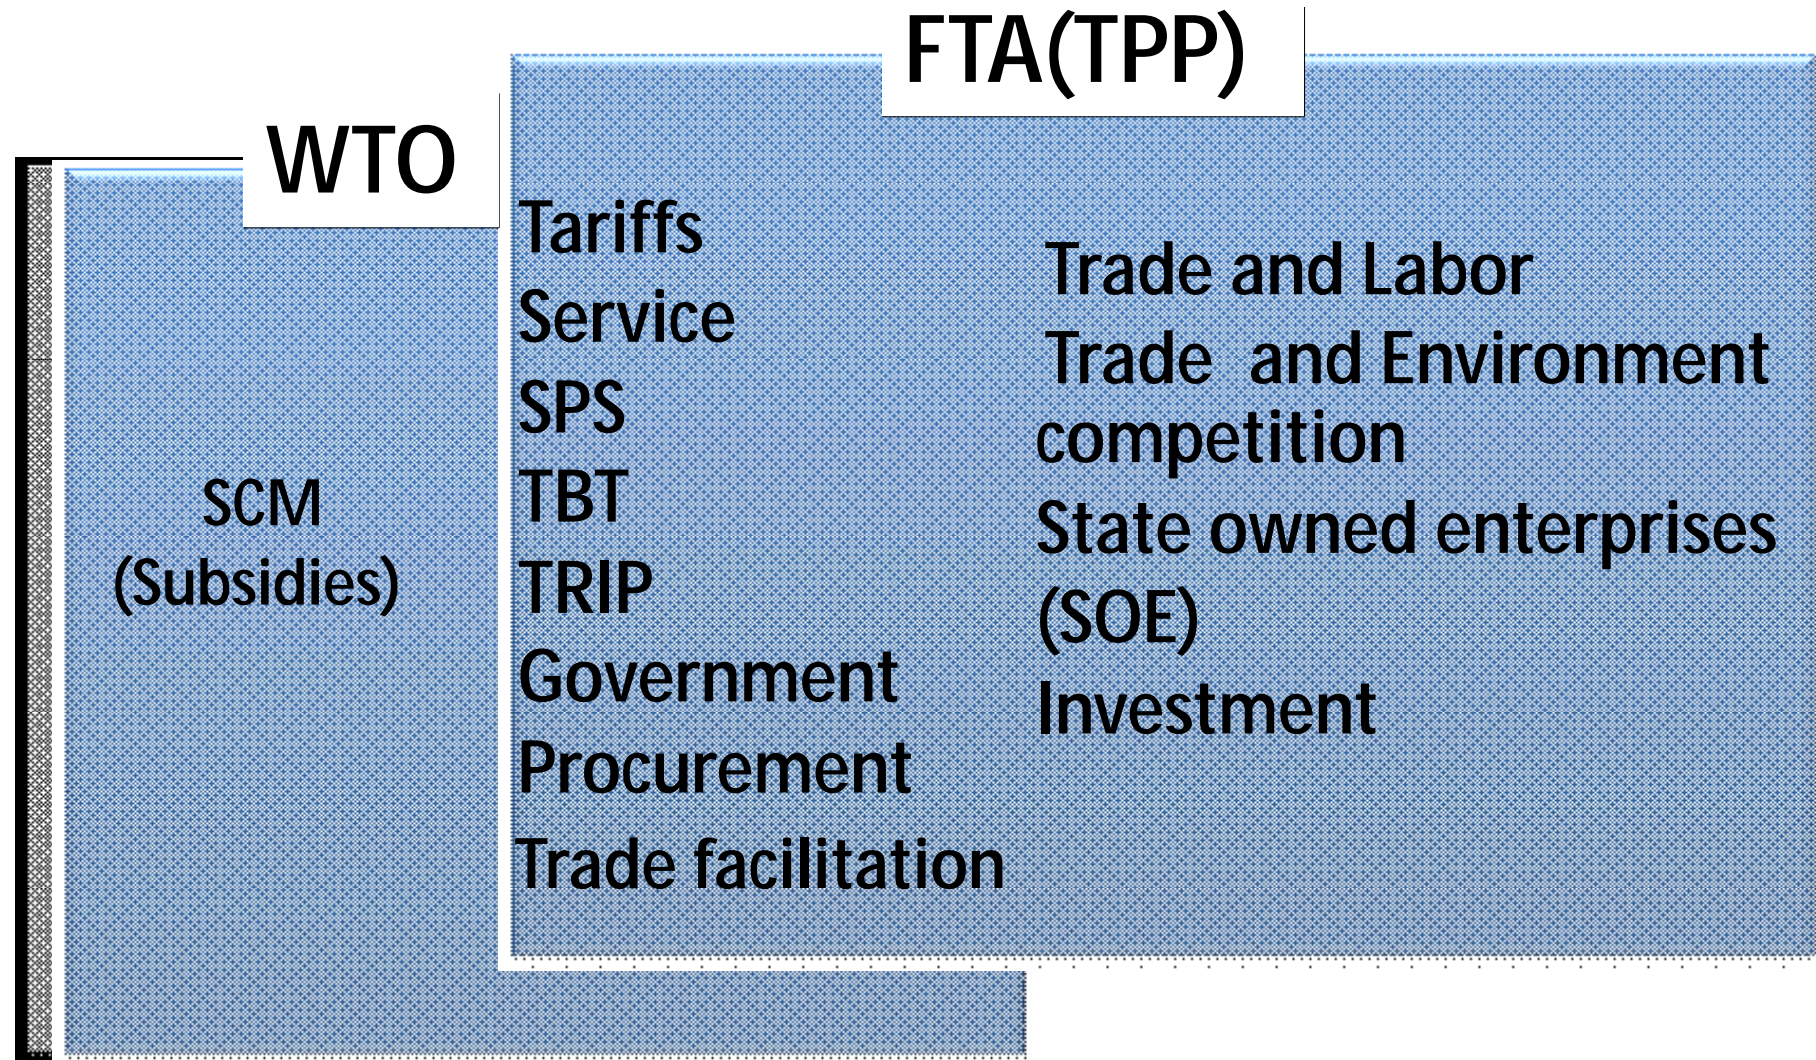 FTA(TPP)
WTO
SCM
(Subsidies)
Tariffs
Service
SPS
TBT
TRIP
Government
Procurement
Trade facilitation
Trade and Labor
Trade and Environment
competition
State owned enterprises
(SOE)
Investment